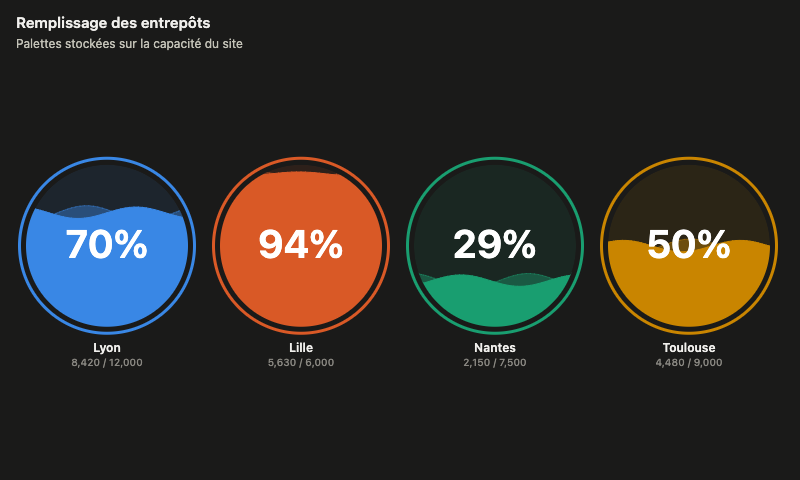 Remplissage des entrepôts
Palettes stockées sur la capacité du site
70%
94%
29%
50%
Lyon
Lille
Nantes
Toulouse
8,420 / 12,000
5,630 / 6,000
2,150 / 7,500
4,480 / 9,000